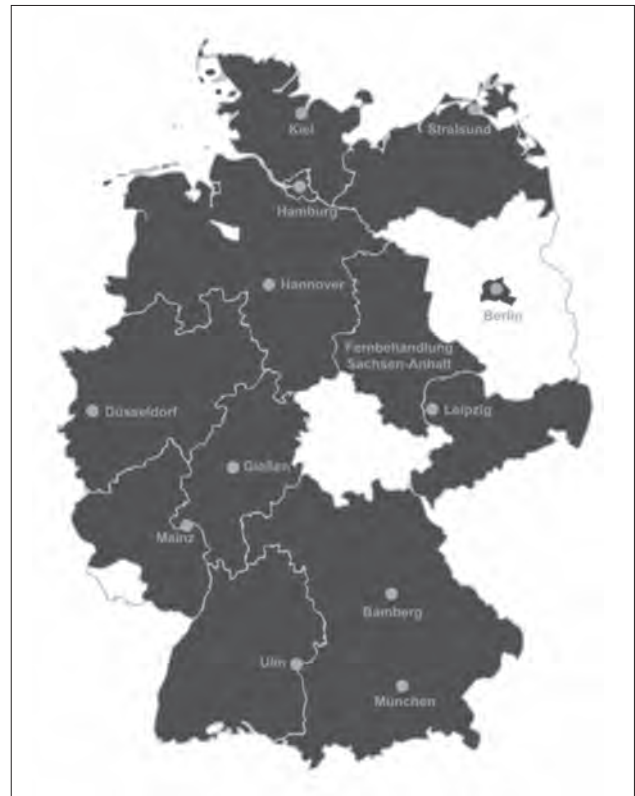 Kiel
Stralsund
Hamburg
Hannover
Berlin
Fernbehandlung
Sachsen-Anhalt
Düsseldorf
Leipzig
Gießen
Mainz
Bamberg
Ulm
München